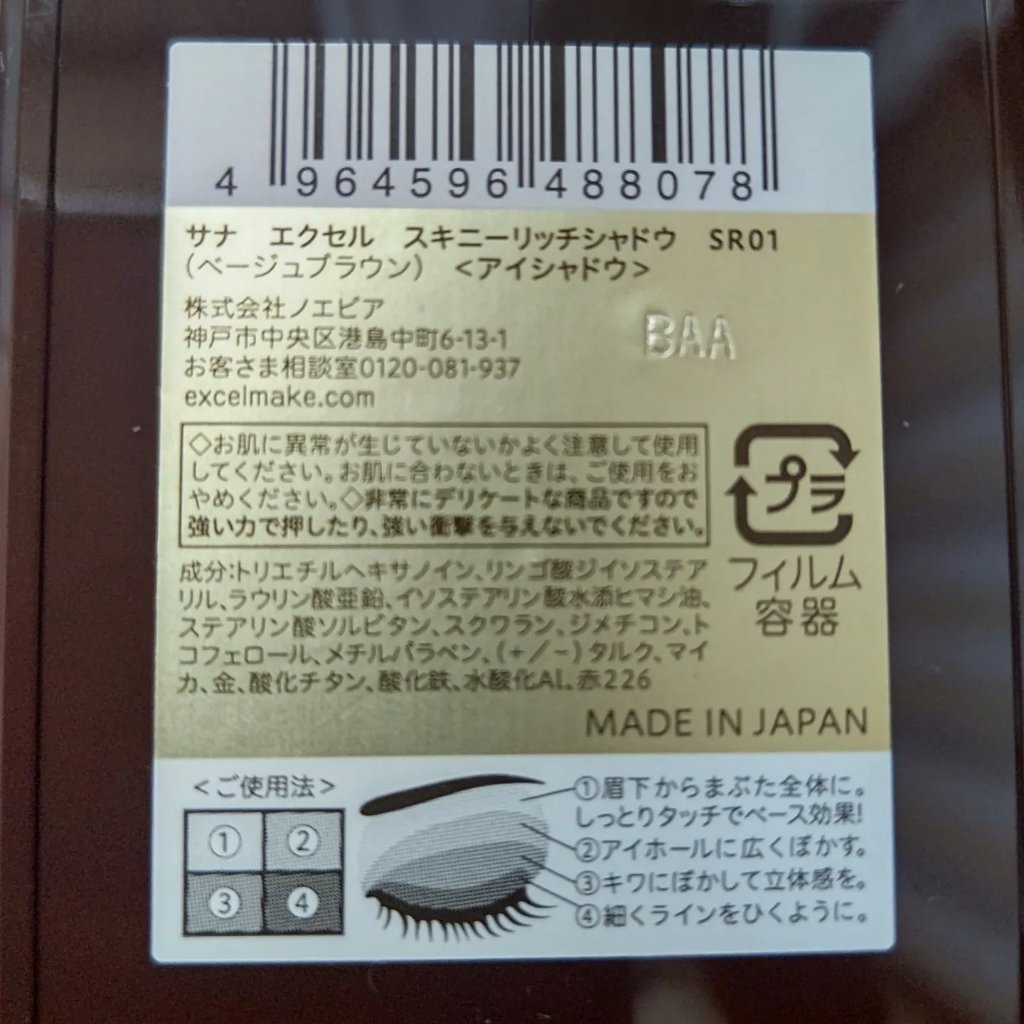 4 964596 488078
サナ エクセル スキニーリッチシャドウ SR01
(ベージュブラウン) <アイシャドウ>
株式会社ノエビア
神戸市中央区港島中町6-13-1
お客さま相談室0120-081-937
excelmake.com
BAA
◇お肌に異常が生じていないかよく注意して使用
してください。お肌に合わないときは、ご使用をお
やめください。◇非常にデリケートな商品ですので
強い力で押したり、強い衝撃を与えないでください。
プラ
フィルム
容器
成分:トリエチルヘキサノイン、リンゴ酸ジイソステア
リル、ラウリン酸亜鉛、イソステアリン酸水添ヒマシ油、
ステアリン酸ソルビタン、スクワラン、ジメチコン、ト
コフェロール、メチルパラベン、(+/-)タルク、マイ
カ、金、酸化チタン、酸化鉄、水酸化Al、赤226
MADE IN JAPAN
<ご使用法>
① ②
③ ④
①眉下からまぶた全体に。
しっとりタッチでベース効果!
②アイホールに広くぼかす。
③キワにぼかして立体感を。
④細くラインをひくように。